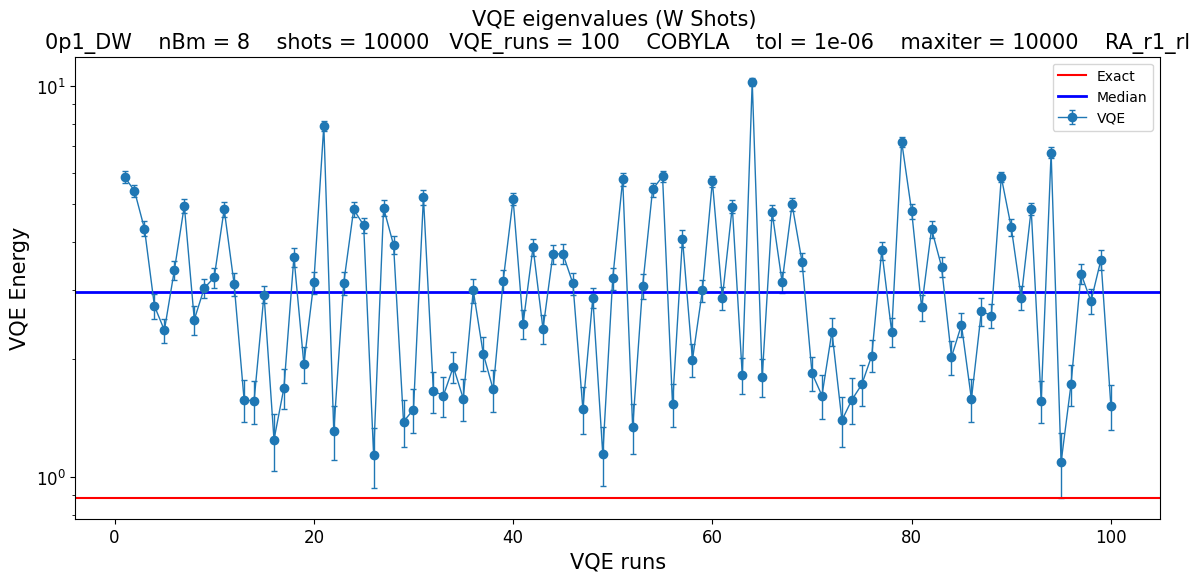 VQE eigenvalues (W Shots)
0p1_DW nBm = 8 shots = 10000 VQE_runs = 100 COBYLA tol = 1e-06 maxiter = 10000 RA_r1_rl
Exact
Median
VQE
VQE Energy
10¹
10⁰
0 20 40 60 80 100
VQE runs